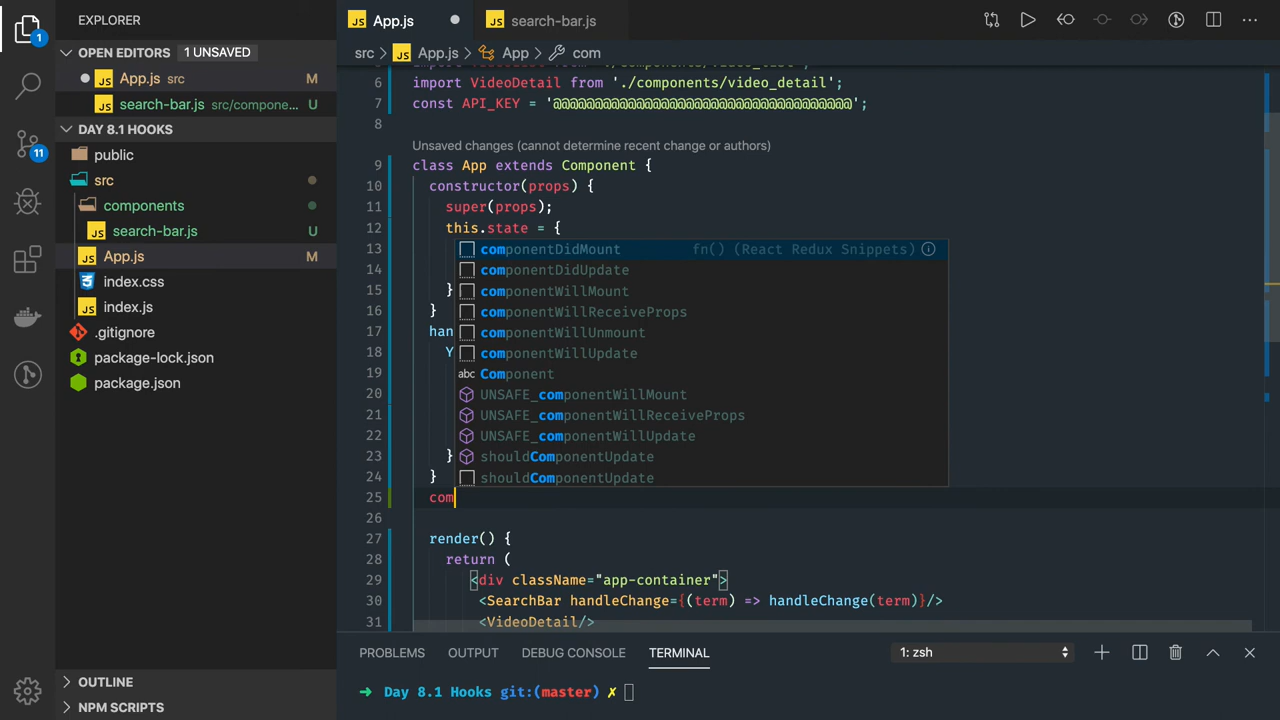 EXPLORER
OPEN EDITORS 1 UNSAVED
App.js src M
search-bar.js src/compone... U
DAY 8.1 HOOKS
public
src
components
search-bar.js U
App.js M
index.css
index.js
.gitignore
package-lock.json
package.json
OUTLINE
NPM SCRIPTS
1
11
JS App.js
JS search-bar.js
src App.js App com
6 import VideoDetail from './components/video_detail';
7 const API_KEY = '@@@@@@@@@@@@@@@@@@@@@@@@@@@@@@@@@@@@';
8
Unsaved changes (cannot determine recent change or authors)
9 class App extends Component {
10 constructor(props) {
11 super(props);
12 this.state = {
13
14
15 }
16 }
17 han
18 Y
19
20
21
22
23 }
24 }
25 com
26
27 render() {
28 return (
29 <div className="app-container">
30 <SearchBar handleChange={(term) => handleChange(term)}/>
31 <VideoDetail/>
componentDidMount fn() (React Redux Snippets)
componentDidUpdate
componentWillMount
componentWillReceiveProps
componentWillUnmount
componentWillUpdate
abc Component
UNSAFE_componentWillMount
UNSAFE_componentWillReceiveProps
UNSAFE_componentWillUpdate
shouldComponentUpdate
shouldComponentUpdate
PROBLEMS OUTPUT DEBUG CONSOLE TERMINAL 1: zsh
➜ Day 8.1 Hooks git:(master) ✗